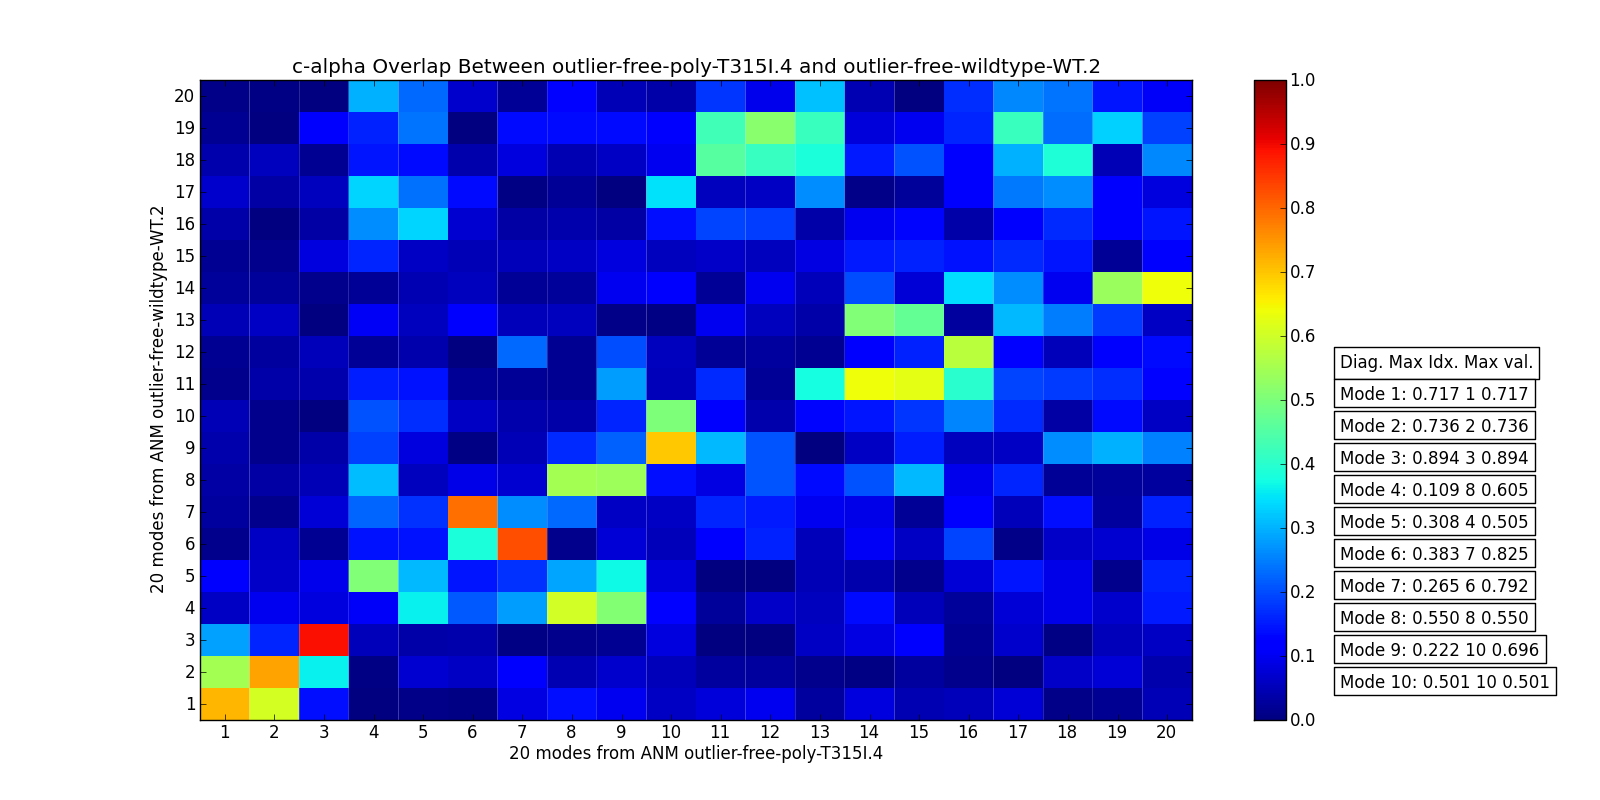 c-alpha Overlap Between outlier-free-poly-T315I.4 and outlier-free-wildtype-WT.2
20 modes from ANM outlier-free-wildtype-WT.2
20
19
18
17
16
15
14
13
12
11
10
9
8
7
6
5
4
3
2
1
1 2 3 4 5 6 7 8 9 10 11 12 13 14 15 16 17 18 19 20
20 modes from ANM outlier-free-poly-T315I.4
1.0
0.9
0.8
0.7
0.6
0.5
0.4
0.3
0.2
0.1
0.0
Diag. Max Idx. Max val.
Mode 1: 0.717 1 0.717
Mode 2: 0.736 2 0.736
Mode 3: 0.894 3 0.894
Mode 4: 0.109 8 0.605
Mode 5: 0.308 4 0.505
Mode 6: 0.383 7 0.825
Mode 7: 0.265 6 0.792
Mode 8: 0.550 8 0.550
Mode 9: 0.222 10 0.696
Mode 10: 0.501 10 0.501